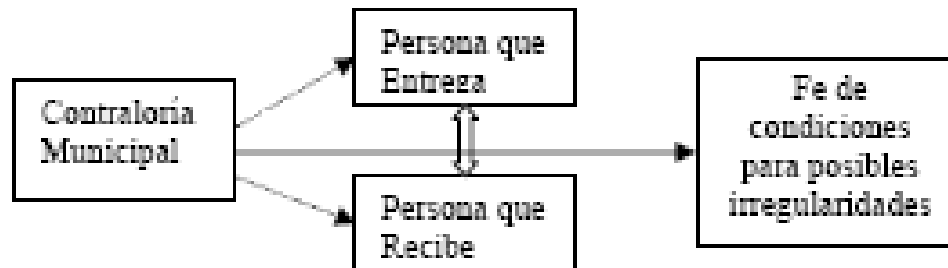 Contraloría
Municipal
Persona que
Entrega
Persona que
Recibe
Fe de
condiciones
para posibles
irregularidades